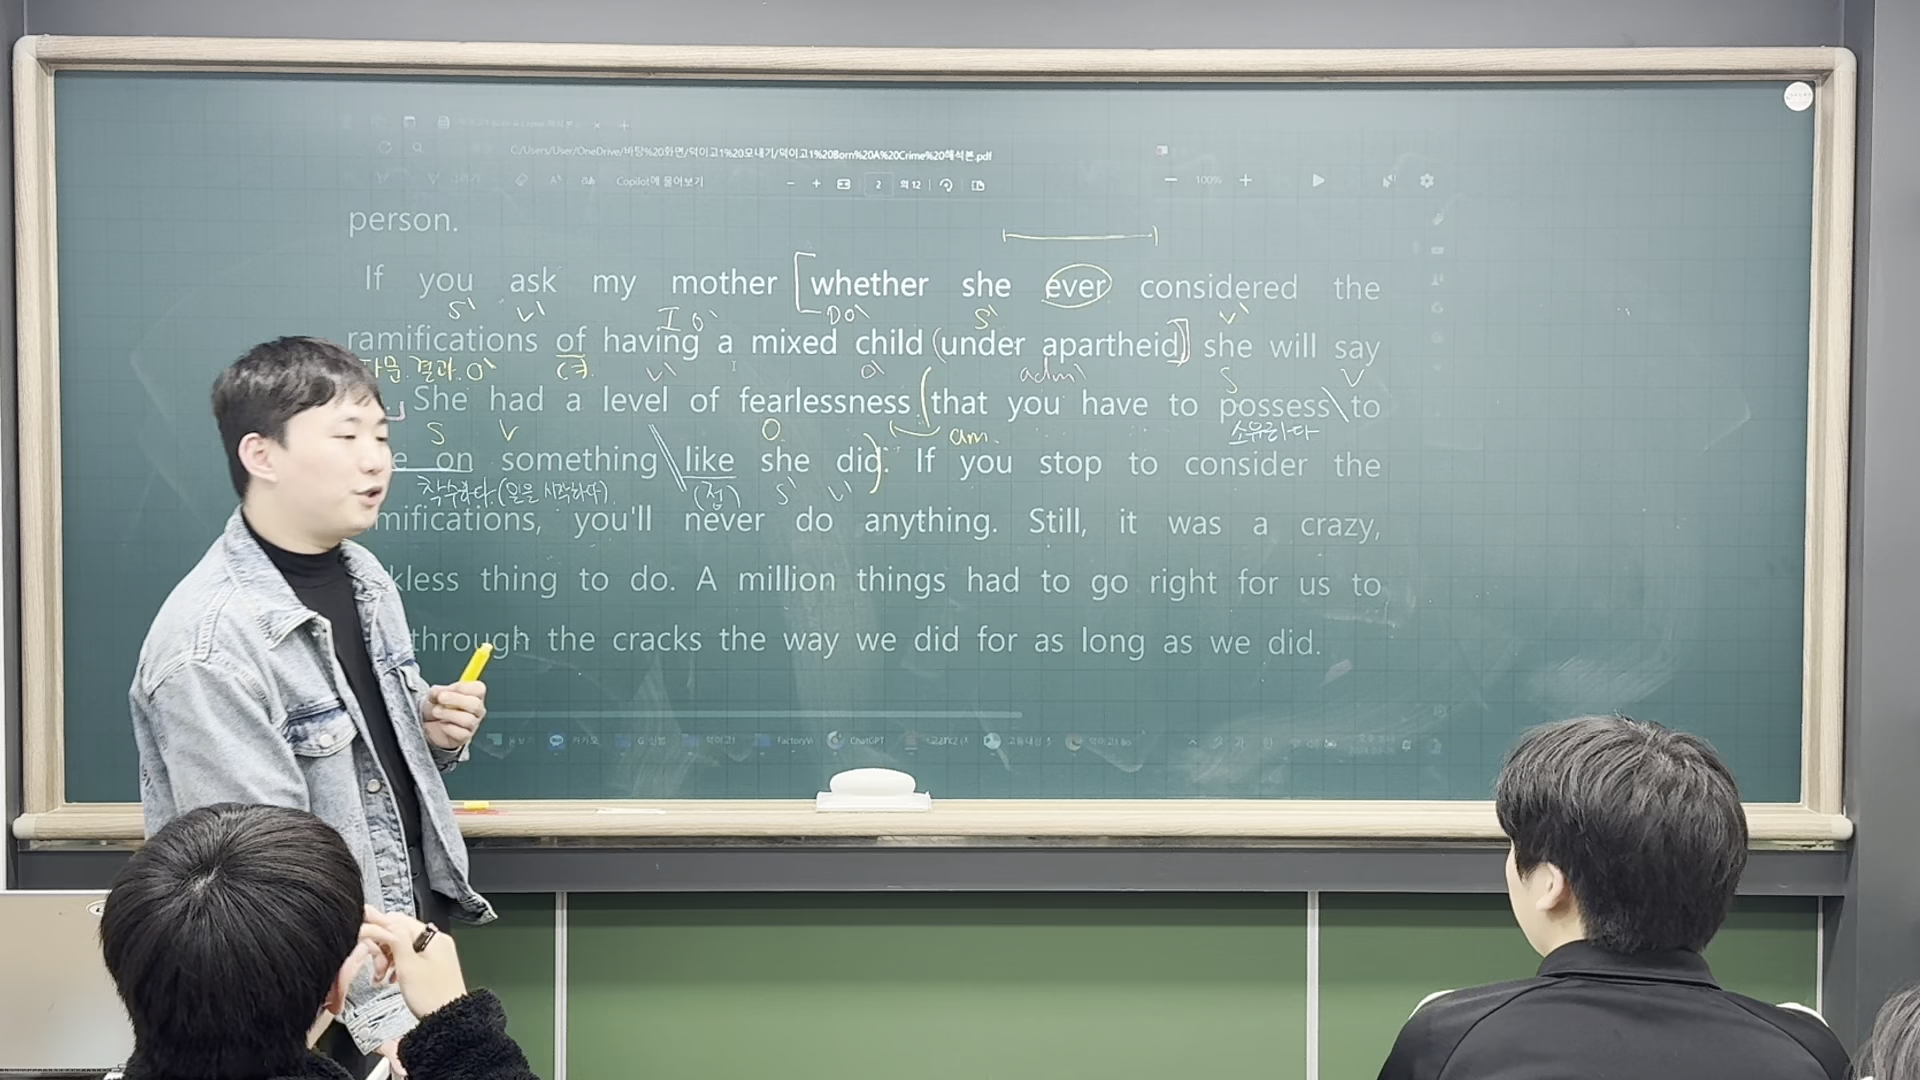 C:/Users/User/OneDrive/바탕%20화면/덕이고1%20모내기/덕이고1%20Born%20A%20Crime%20해석본.pdf
Copilot에 물어보기 − + 2 의 12 − 100% +
person.
If you ask my mother [whether she ever considered the
S' V' I O' DO' S' V'
ramifications of having a mixed child (under apartheid)] she will say
결과. O' V' O' adm' S V
She had a level of fearlessness (that you have to possess \ to
S V O am. 소유하다
e on something \\ like she did). If you stop to consider the
착수하다. (일을 시작하다). (접) S' V'
mifications, you'll never do anything. Still, it was a crazy,
kless thing to do. A million things had to go right for us to
through the cracks the way we did for as long as we did.
ChatGPT